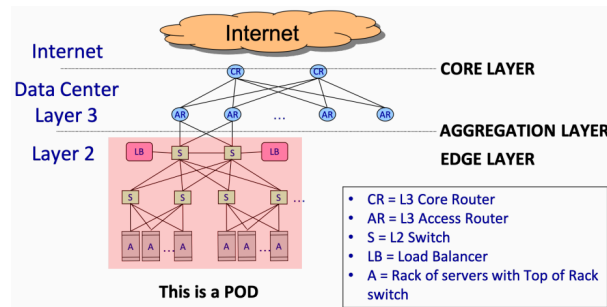 Internet
Internet
CR CR
CORE LAYER
Data Center
Layer 3
AR AR ... AR AR
AGGREGATION LAYER
Layer 2
LB S S LB
EDGE LAYER
S S S S ...
A A ... A A A ... A
This is a POD
• CR = L3 Core Router
• AR = L3 Access Router
• S = L2 Switch
• LB = Load Balancer
• A = Rack of servers with Top of Rack
switch